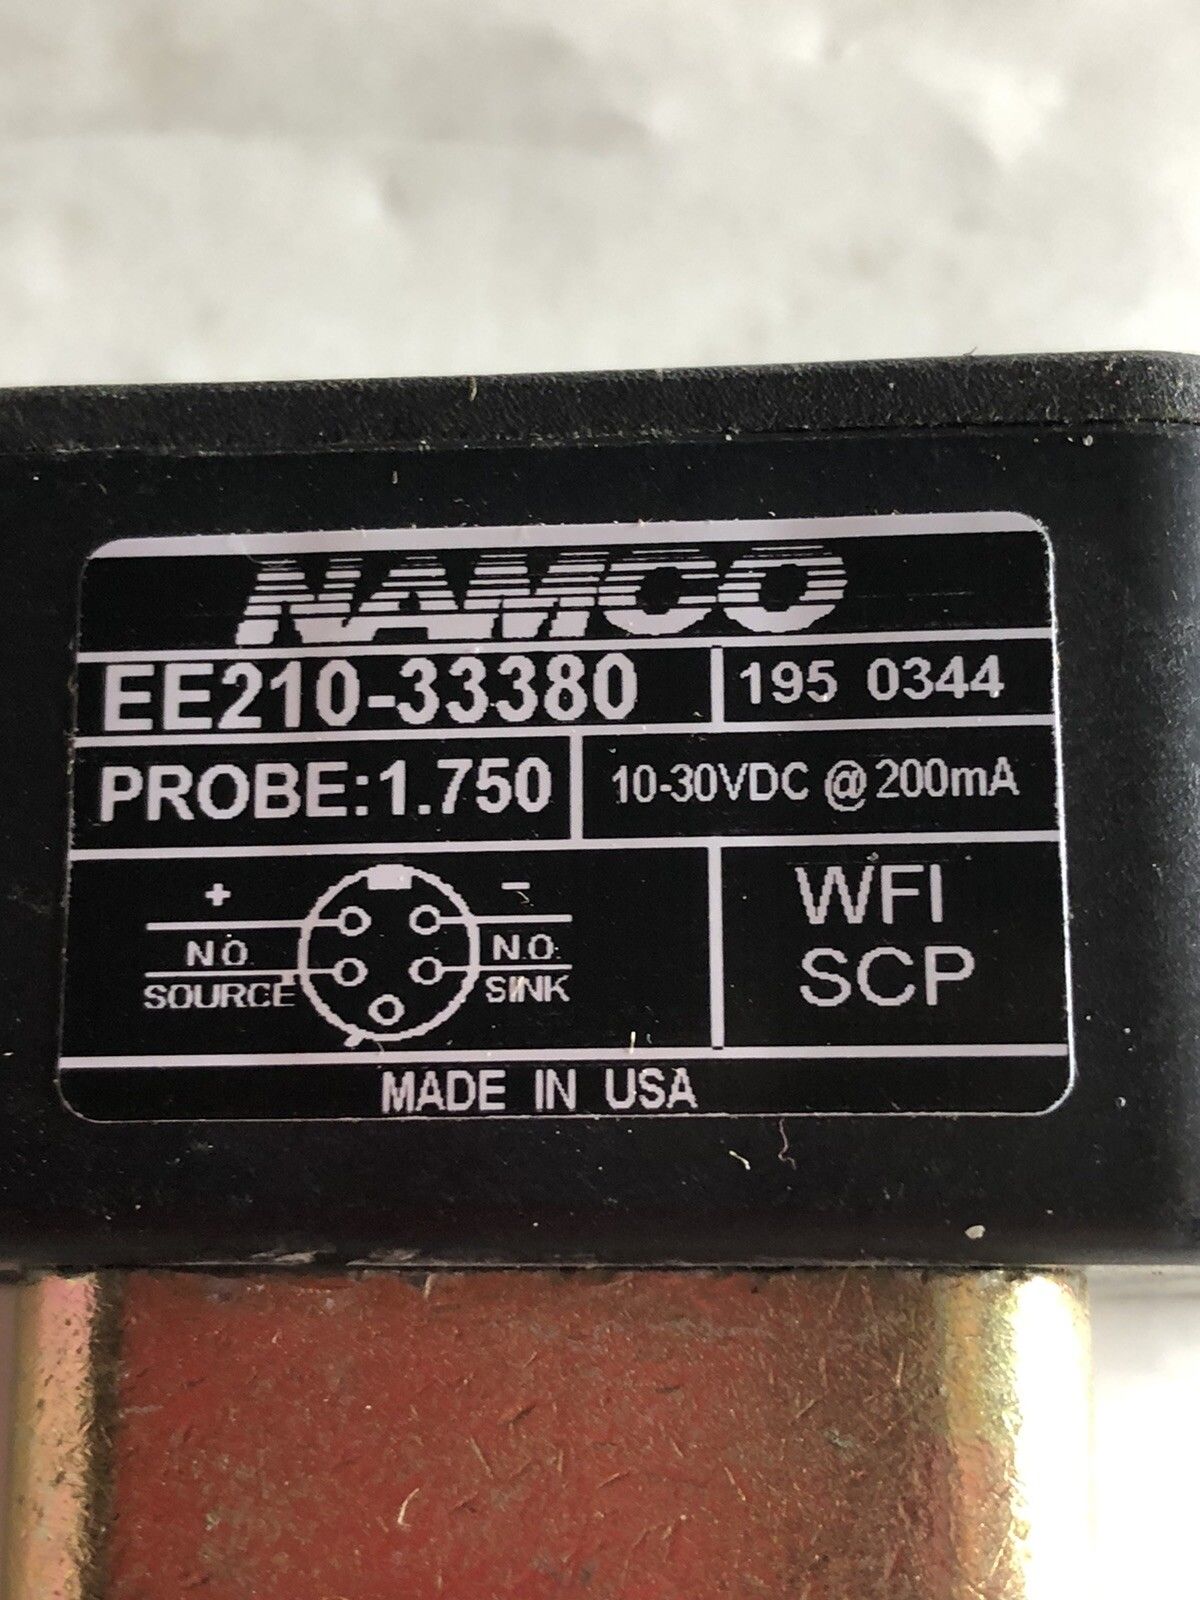 NAMCO
EE210-33380 195 0344
PROBE:1.750 10-30VDC @ 200mA
+ -
N.O. N.O.
SOURCE SINK
WFI
SCP
MADE IN USA